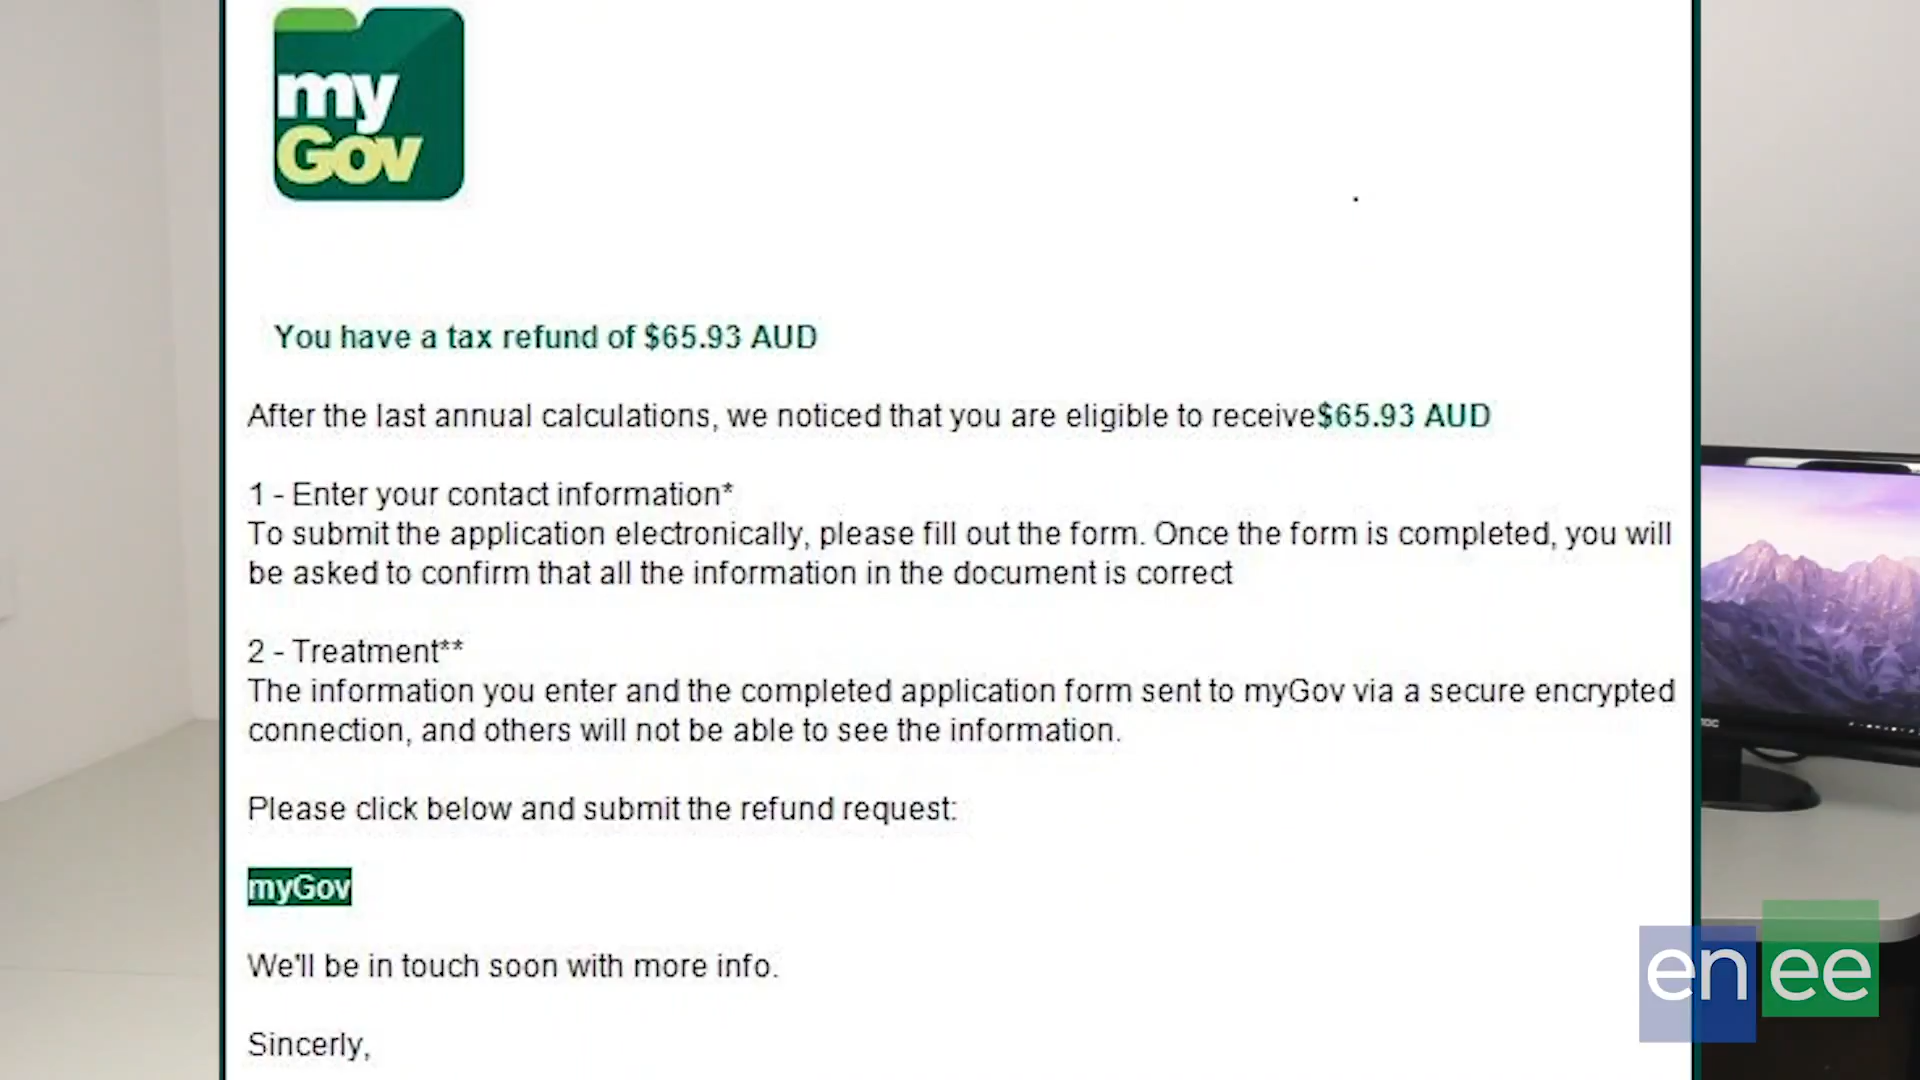 my
Gov
You have a tax refund of $65.93 AUD
After the last annual calculations, we noticed that you are eligible to receive$65.93 AUD
1 - Enter your contact information*
To submit the application electronically, please fill out the form. Once the form is completed, you will
be asked to confirm that all the information in the document is correct
2 - Treatment**
The information you enter and the completed application form sent to myGov via a secure encrypted
connection, and others will not be able to see the information.
Please click below and submit the refund request:
myGov
We'll be in touch soon with more info.
Sincerly,
en ee